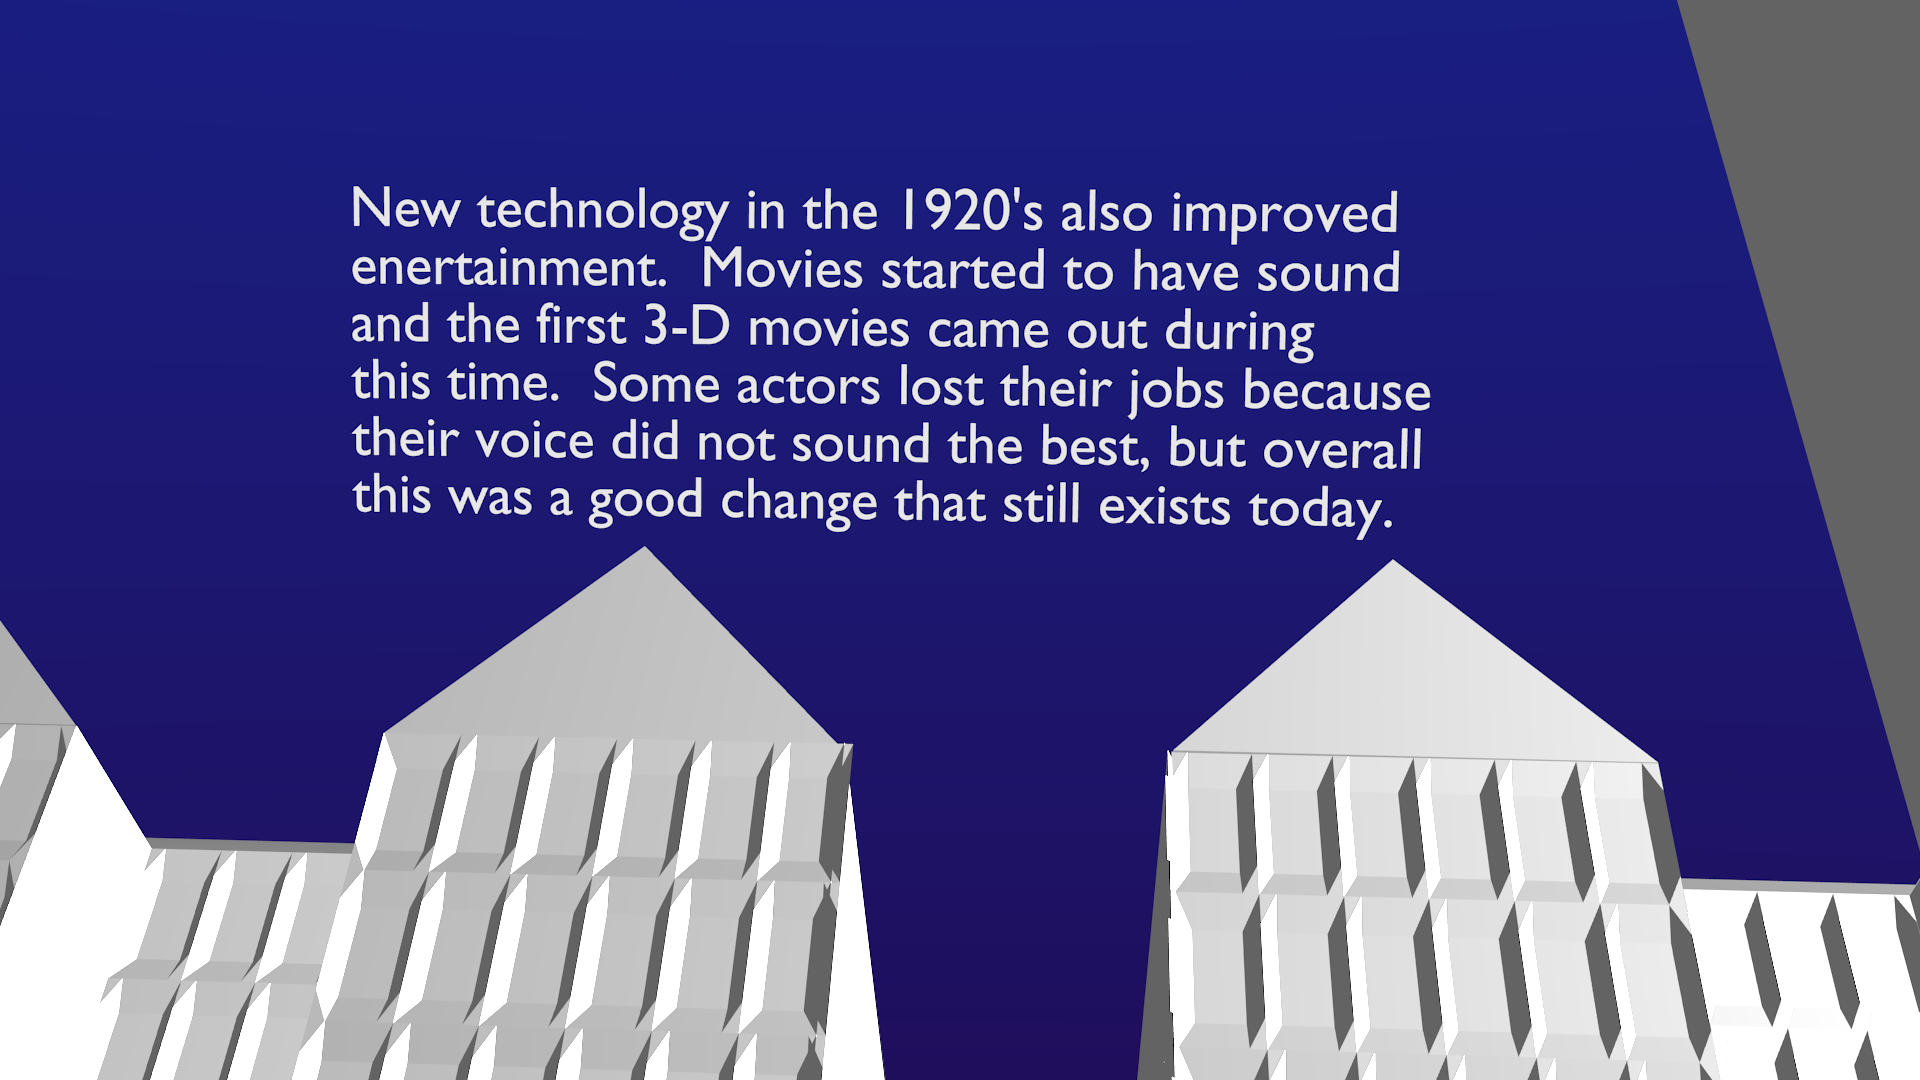 New technology in the 1920's also improved
enertainment.  Movies started to have sound
and the first 3-D movies came out during
this time.  Some actors lost their jobs because
their voice did not sound the best, but overall
this was a good change that still exists today.